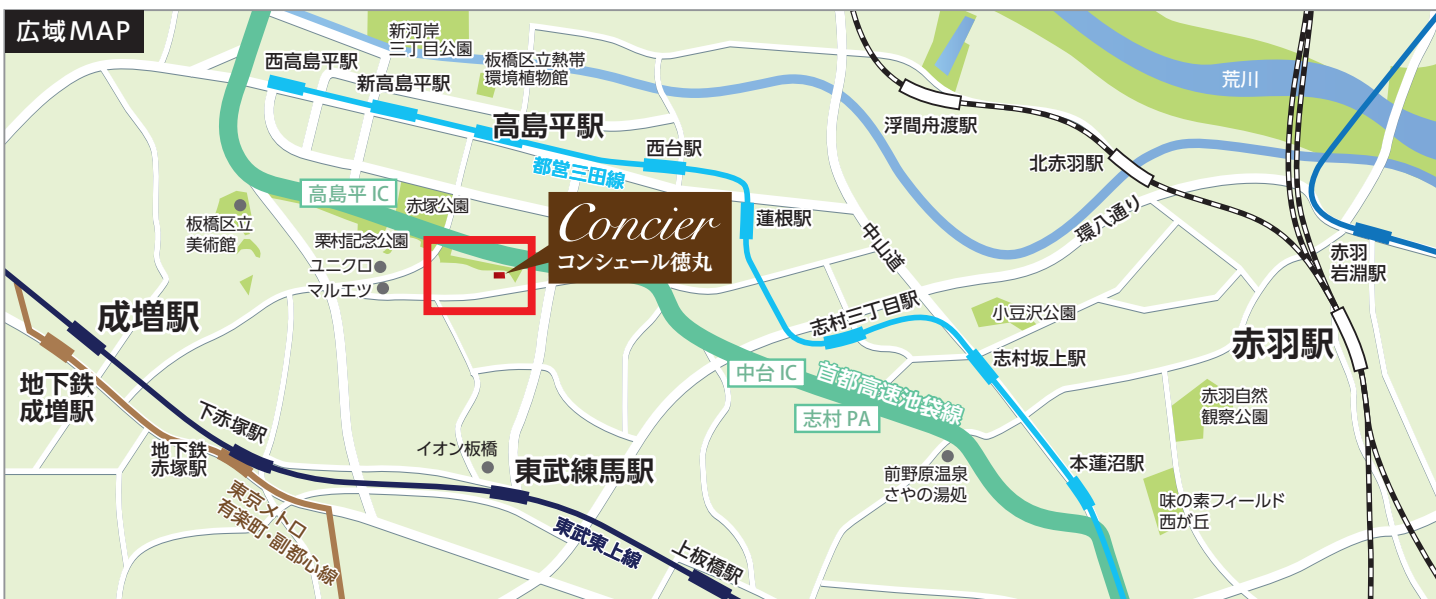 広域MAP
新河岸
三丁目公園
板橋区立熱帯
環境植物館
西高島平駅
新高島平駅
高島平駅
西台駅
都営三田線
浮間舟渡駅
荒川
北赤羽駅
高島平 IC
赤塚公園
板橋区立
美術館
栗村記念公園
ユニクロ
マルエツ
Concier
コンシェール徳丸
蓮根駅
中山道
環八通り
赤羽
岩淵駅
成増駅
地下鉄
成増駅
志村三丁目駅
小豆沢公園
志村坂上駅
赤羽駅
中台 IC
首都高速池袋線
志村 PA
赤羽自然
観察公園
下赤塚駅
地下鉄
赤塚駅
イオン板橋
東武練馬駅
前野原温泉
さやの湯処
本蓮沼駅
味の素フィールド
西が丘
東京メトロ
有楽町・副都心線
東武東上線
上板橋駅